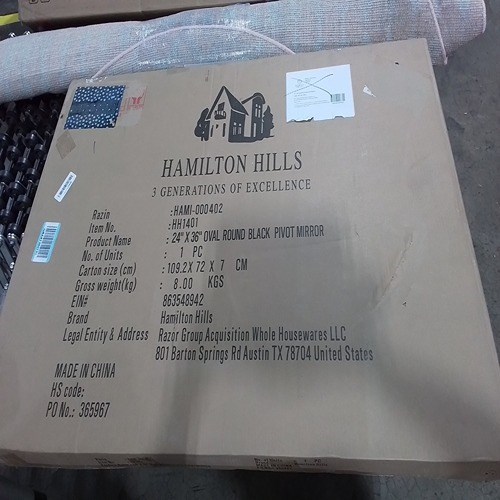 HAMILTON HILLS
3 GENERATIONS OF EXCELLENCE
Razin :HAMI-000402
Item No. :HH1401
Product Name : 24"X36" OVAL ROUND BLACK PIVOT MIRROR
No. of Units : 1 PC
Carton size (cm) :109.2X 72 X 7 CM
Gross weight(kg) : 8.00 KGS
EIN# 863548942
Brand Hamilton Hills
Legal Entity & Address Razor Group Acquisition Whole Housewares LLC
801 Barton Springs Rd Austin TX 78704 United States
MADE IN CHINA
HS code:
PO No.: 365967